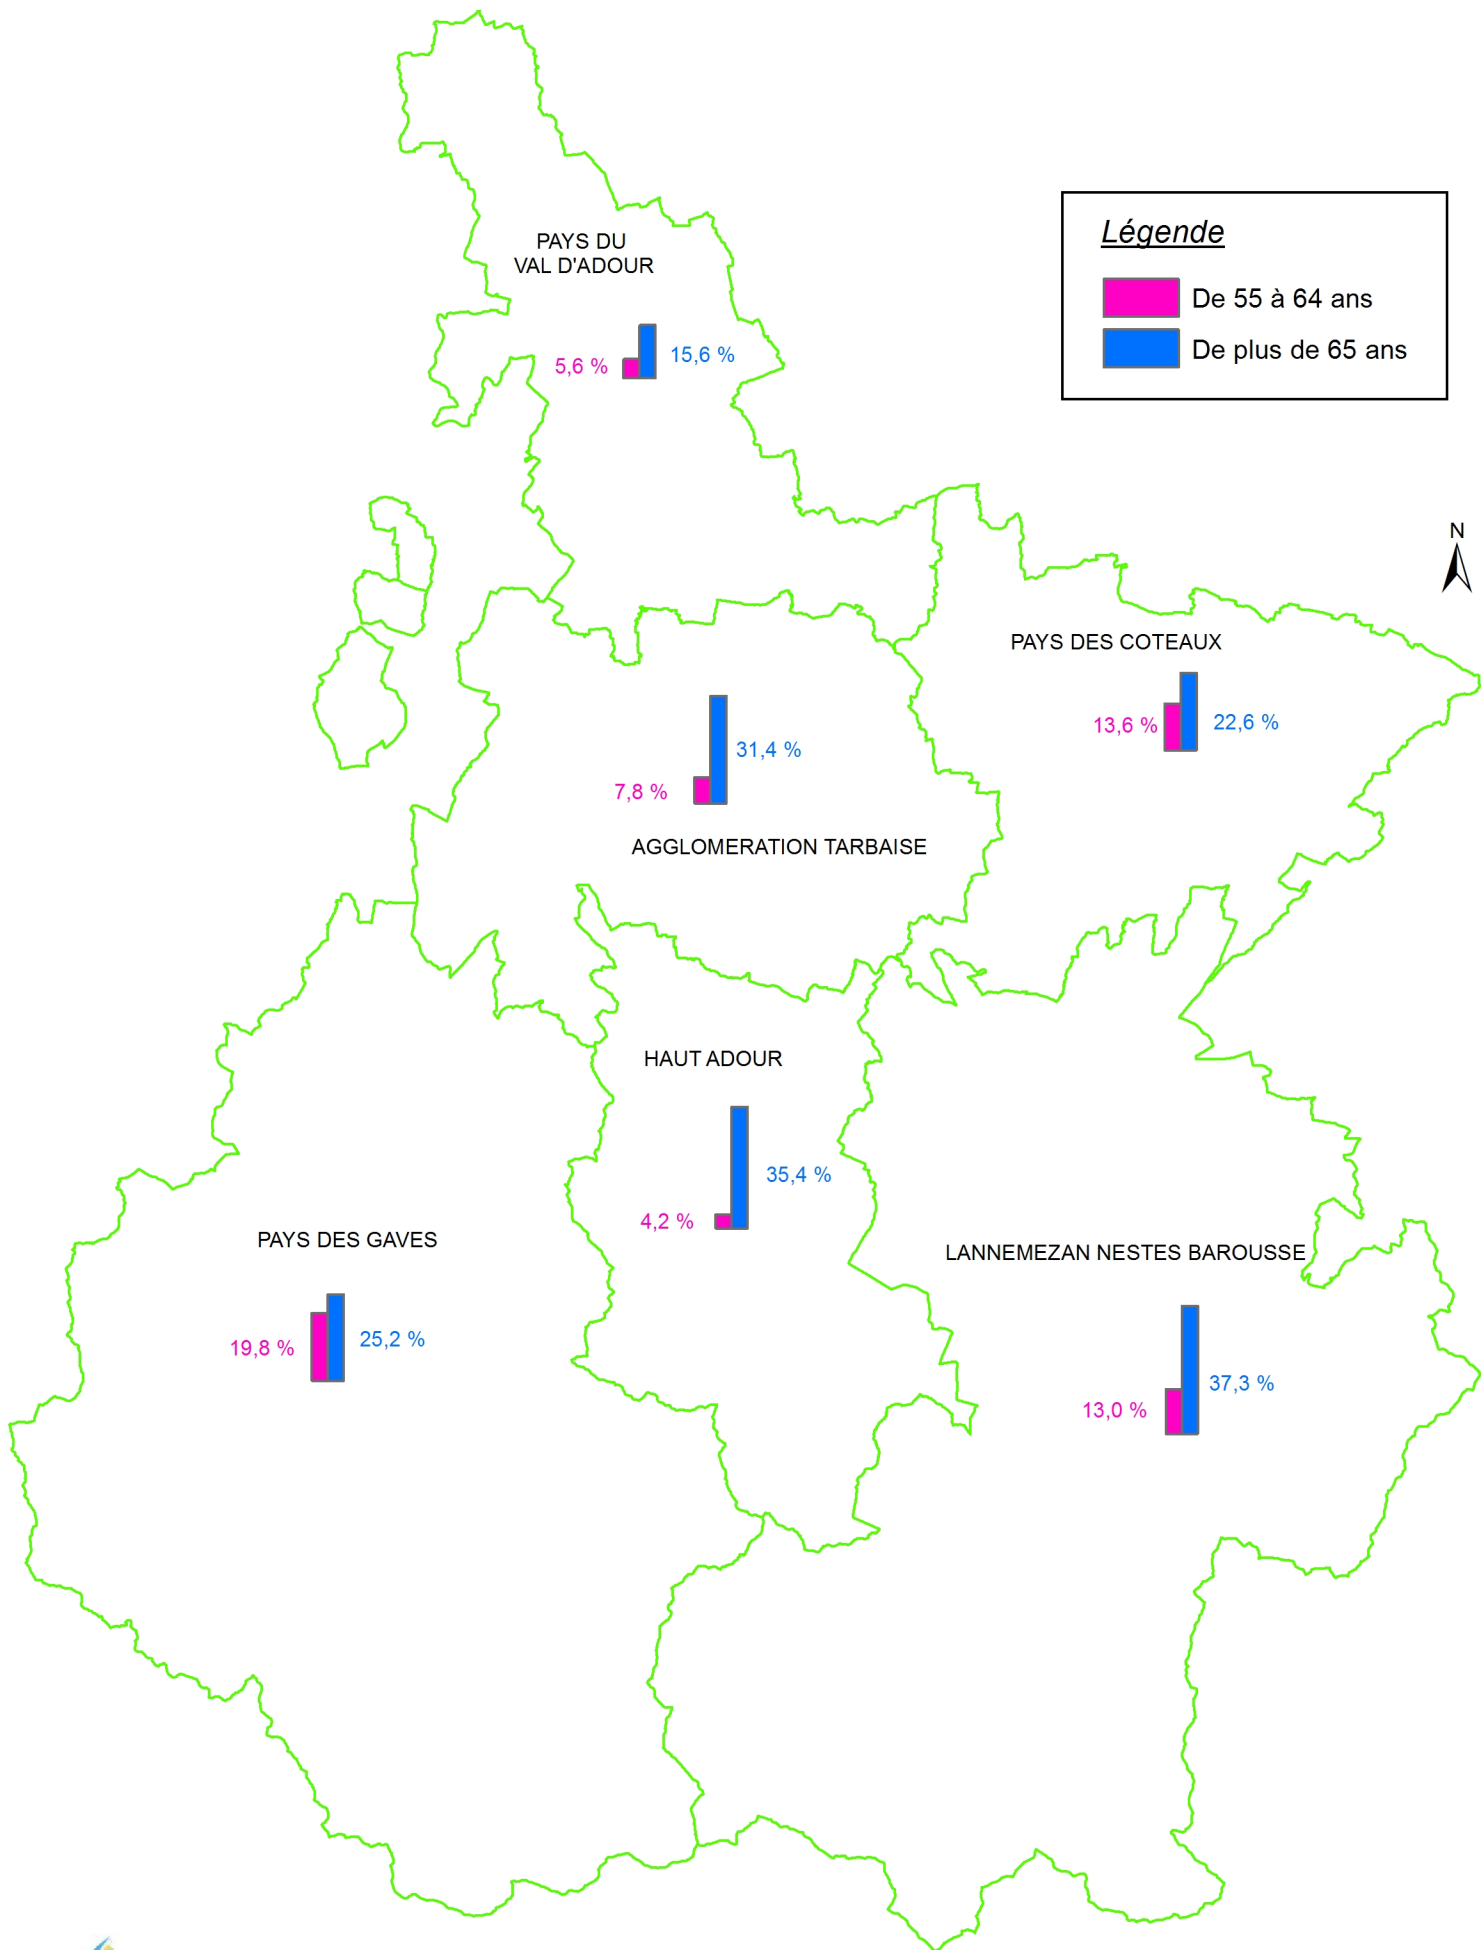 PAYS DU
VAL D'ADOUR
5,6 %
15,6 %
Légende
De 55 à 64 ans
De plus de 65 ans
N
PAYS DES COTEAUX
13,6 %
22,6 %
31,4 %
7,8 %
AGGLOMERATION TARBAISE
HAUT ADOUR
35,4 %
4,2 %
PAYS DES GAVES
19,8 %
25,2 %
LANNEMEZAN NESTES BAROUSSE
37,3 %
13,0 %